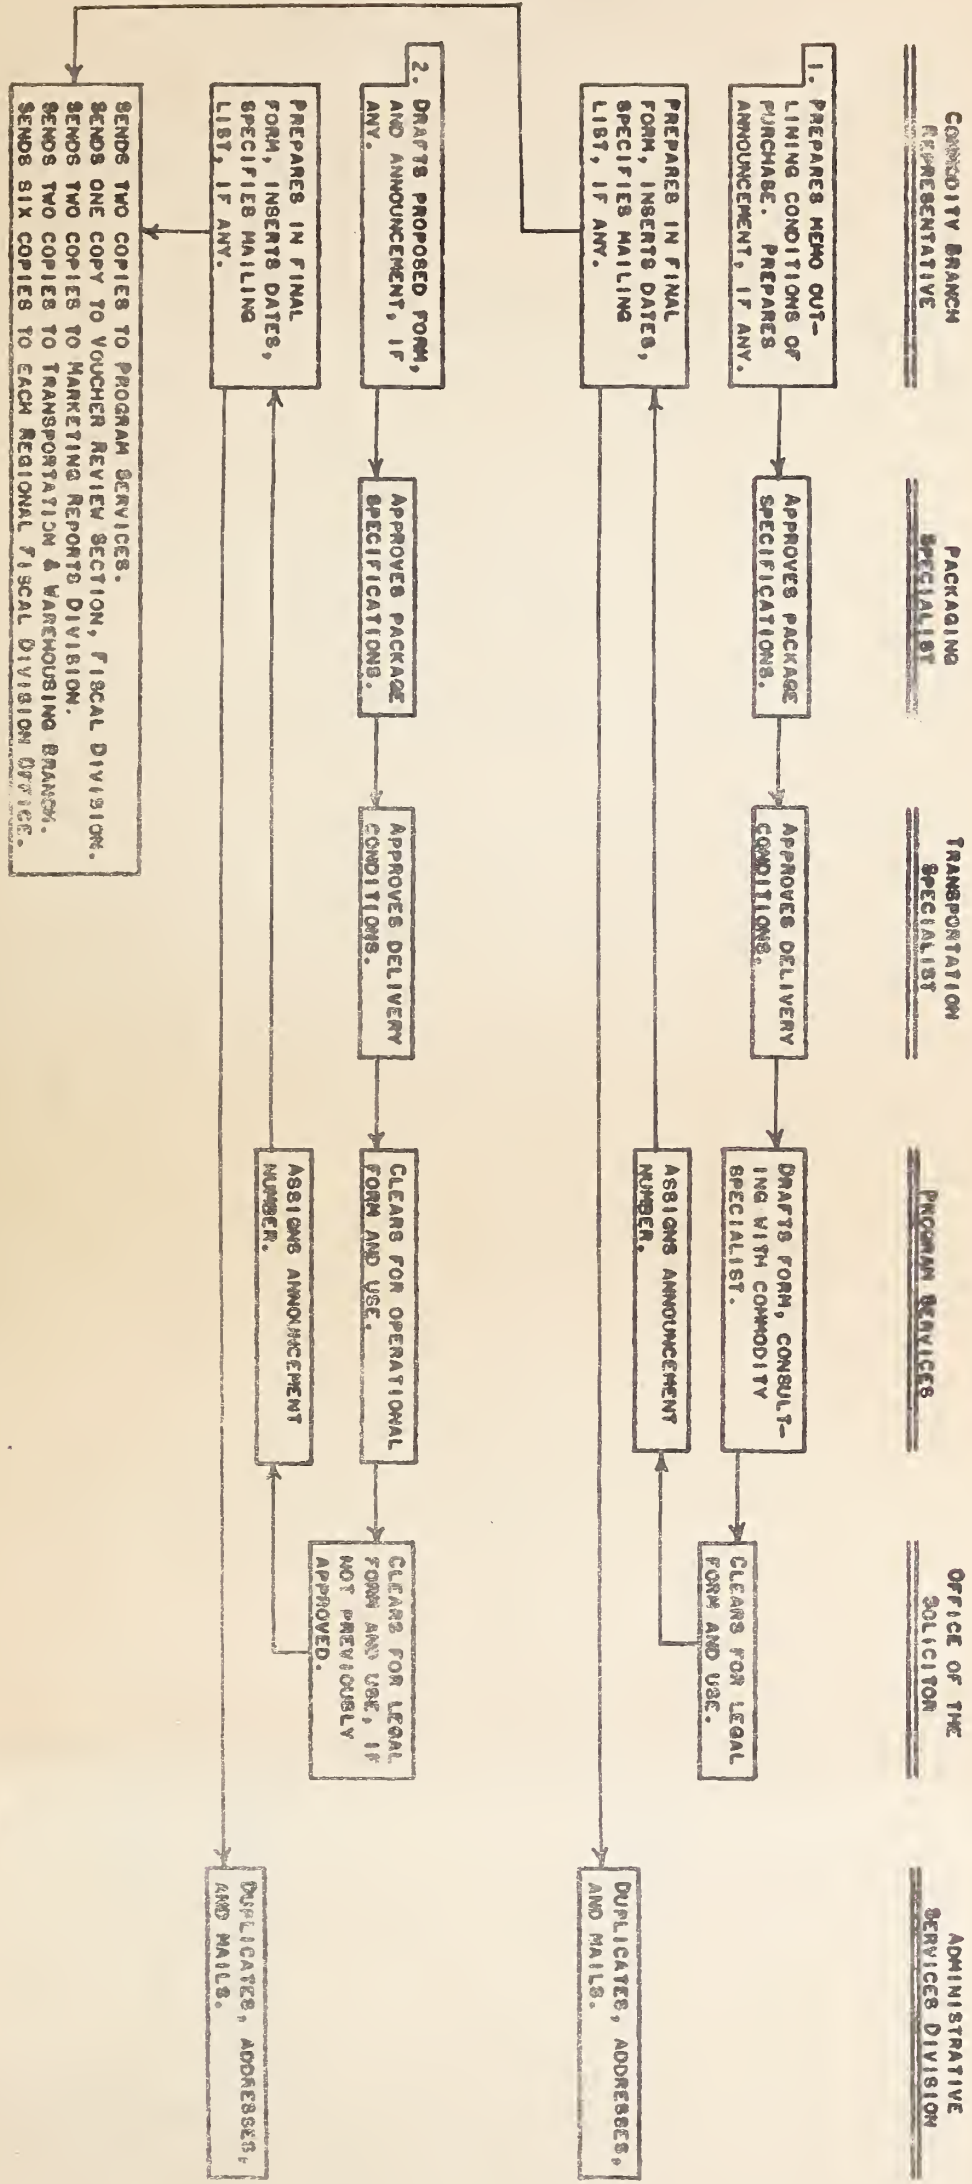 COMMODITY BRANCH
REPRESENTATIVE
PACKAGING
SPECIALIST
TRANSPORTATION
SPECIALIST
PROGRAM SERVICES
OFFICE OF THE
SOLICITOR
ADMINISTRATIVE
SERVICES DIVISION
1. PREPARES MEMO OUT-
LINING CONDITIONS OF
PURCHASE. PREPARES
ANNOUNCEMENT, IF ANY.
APPROVES PACKAGE
SPECIFICATIONS.
APPROVES DELIVERY
CONDITIONS.
DRAFTS FORM, CONSULT-
ING WITH COMMODITY
SPECIALIST.
CLEARS FOR LEGAL
FORM AND USE.
ASSIGNS ANNOUNCEMENT
NUMBER.
PREPARES IN FINAL
FORM, INSERTS DATES,
SPECIFIES MAILING
LIST, IF ANY.
DUPLICATES, ADDRESSES,
AND MAILS.
2. DRAFTS PROPOSED FORM,
AND ANNOUNCEMENT, IF
ANY.
APPROVES PACKAGE
SPECIFICATIONS.
APPROVES DELIVERY
CONDITIONS.
CLEARS FOR OPERATIONAL
FORM AND USE.
CLEARS FOR LEGAL
FORM AND USE, IF
NOT PREVIOUSLY
APPROVED.
ASSIGNS ANNOUNCEMENT
NUMBER.
PREPARES IN FINAL
FORM, INSERTS DATES,
SPECIFIES MAILING
LIST, IF ANY.
DUPLICATES, ADDRESSES,
AND MAILS.
SENDS TWO COPIES TO PROGRAM SERVICES.
SENDS ONE COPY TO VOUCHER REVIEW SECTION, FISCAL DIVISION.
SENDS TWO COPIES TO MARKETING REPORTS DIVISION.
SENDS TWO COPIES TO TRANSPORTATION & WAREHOUSING BRANCH.
SENDS SIX COPIES TO EACH REGIONAL FISCAL DIVISION OFFICE.